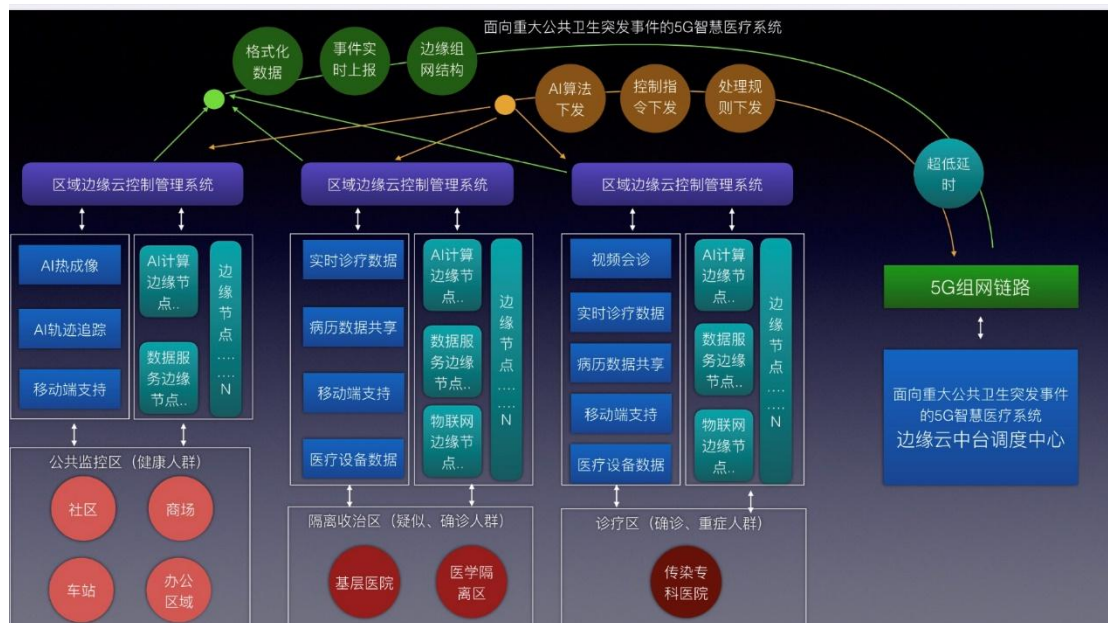 面向重大公共卫生突发事件的5G智慧医疗系统
格式化
数据
事件实
时上报
边缘组
网结构
AI算法
下发
控制指
令下发
处理规
则下发
超低延
时
区域边缘云控制管理系统
区域边缘云控制管理系统
区域边缘云控制管理系统
AI热成像
AI轨迹追踪
移动端支持
AI计算
边缘节
点..
数据服
务边缘
节点..
边
缘
节
点
……
……
N
实时诊疗数据
病历数据共享
移动端支持
医疗设备数据
AI计算
边缘节
点..
数据服
务边缘
节点..
物联网
边缘节
点..
边
缘
节
点
……
……
N
视频会诊
实时诊疗数据
病历数据共享
移动端支持
医疗设备数据
AI计算
边缘节
点..
数据服
务边缘
节点..
物联网
边缘节
点..
边
缘
节
点
……
……
N
5G组网链路
面向重大公共卫生突发事件
的5G智慧医疗系统
边缘云中台调度中心
公共监控区（健康人群）
社区
商场
车站
办公
区域
隔离收治区（疑似、确诊人群）
基层医院
医学隔
离区
诊疗区（确诊、重症人群）
传染专
科医院